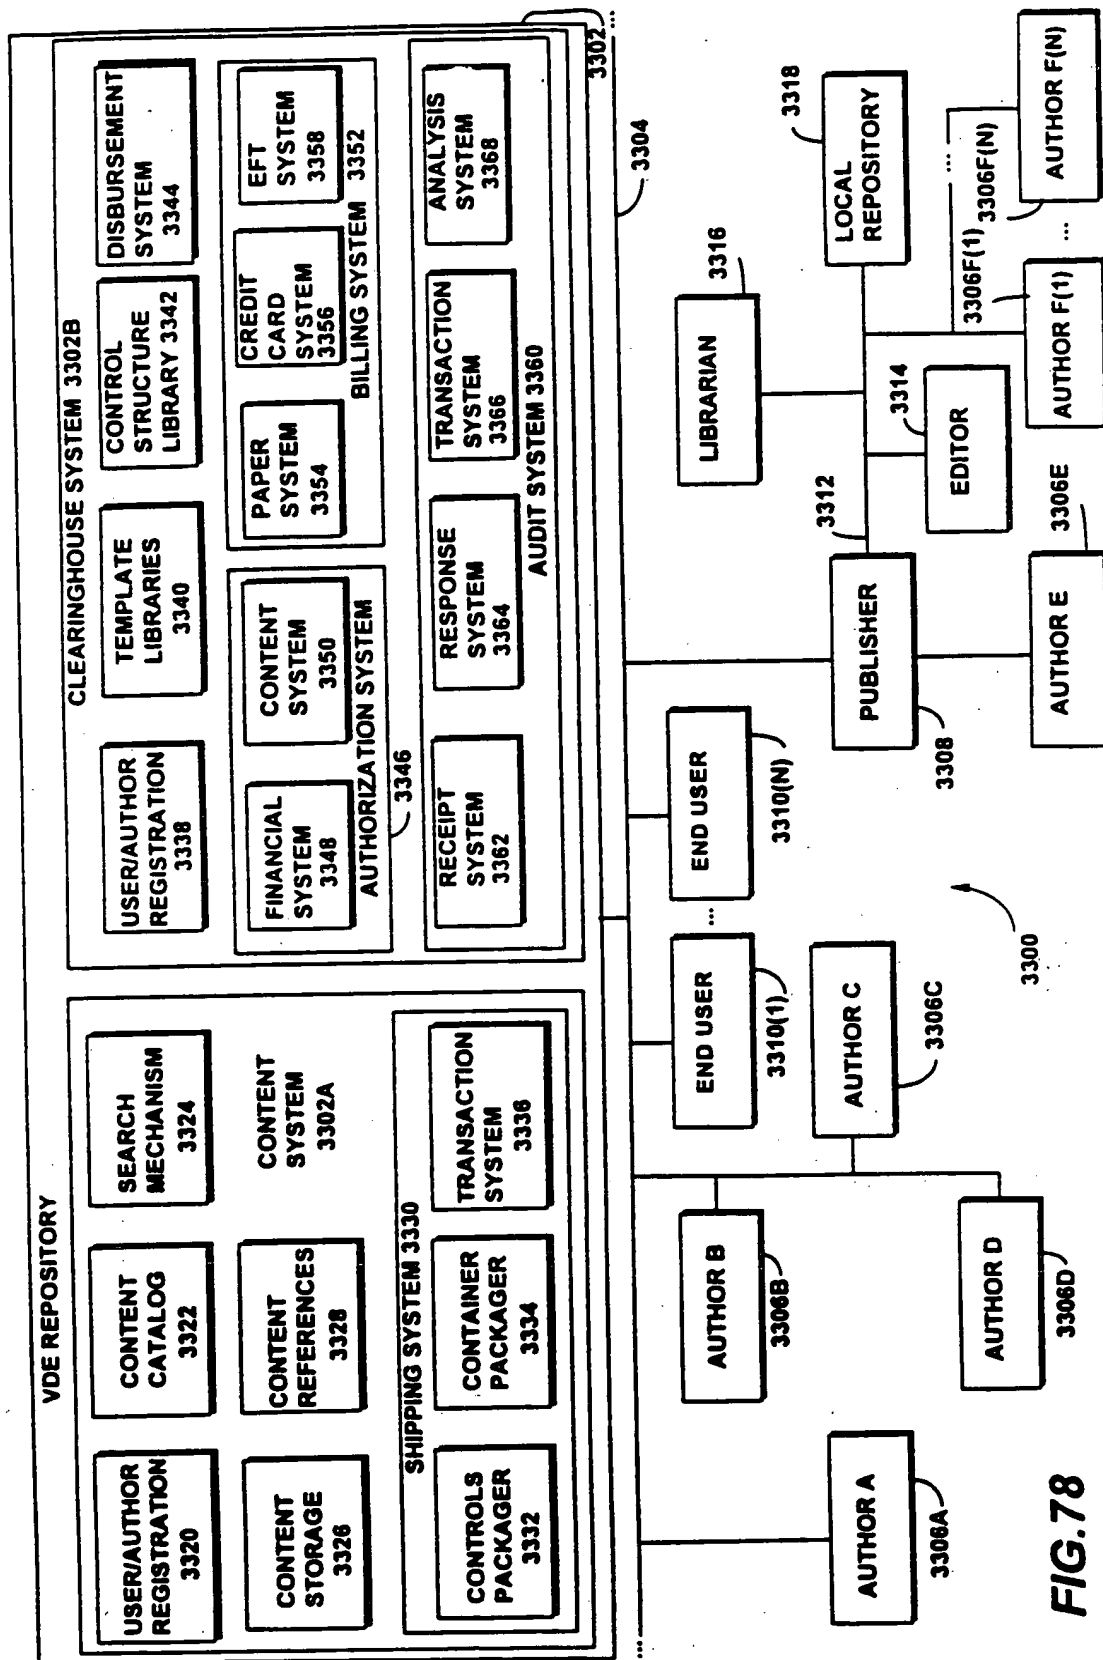 VDE REPOSITORY
USER/AUTHOR
REGISTRATION
3320
CONTENT
CATALOG
3322
SEARCH
MECHANISM
3324
CONTENT
STORAGE
3326
CONTENT
REFERENCES
3328
CONTENT
SYSTEM
3302A
SHIPPING SYSTEM 3330
CONTROLS
PACKAGER
3332
CONTAINER
PACKAGER
3334
TRANSACTION
SYSTEM
3336
CLEARINGHOUSE SYSTEM 3302B
USER/AUTHOR
REGISTRATION
3338
TEMPLATE
LIBRARIES
3340
CONTROL
STRUCTURE
LIBRARY 3342
DISBURSEMENT
SYSTEM
3344
FINANCIAL
SYSTEM
3348
CONTENT
SYSTEM
3350
AUTHORIZATION SYSTEM
3346
PAPER
SYSTEM
3354
CREDIT
CARD
SYSTEM
3356
EFT
SYSTEM
3358
BILLING SYSTEM 3352
RECEIPT
SYSTEM
3362
RESPONSE
SYSTEM
3364
TRANSACTION
SYSTEM
3366
ANALYSIS
SYSTEM
3368
AUDIT SYSTEM 3360
3302
...
...
3304
AUTHOR A
3306A
AUTHOR B
3306B
AUTHOR C
3306C
AUTHOR D
3306D
END USER
3310(1)
...
END USER
3310(N)
3300
PUBLISHER
3308
3312
LIBRARIAN
3316
LOCAL
REPOSITORY
3318
EDITOR
3314
AUTHOR E
3306E
AUTHOR F(1)
3306F(1)
...
...
AUTHOR F(N)
3306F(N)
FIG.78